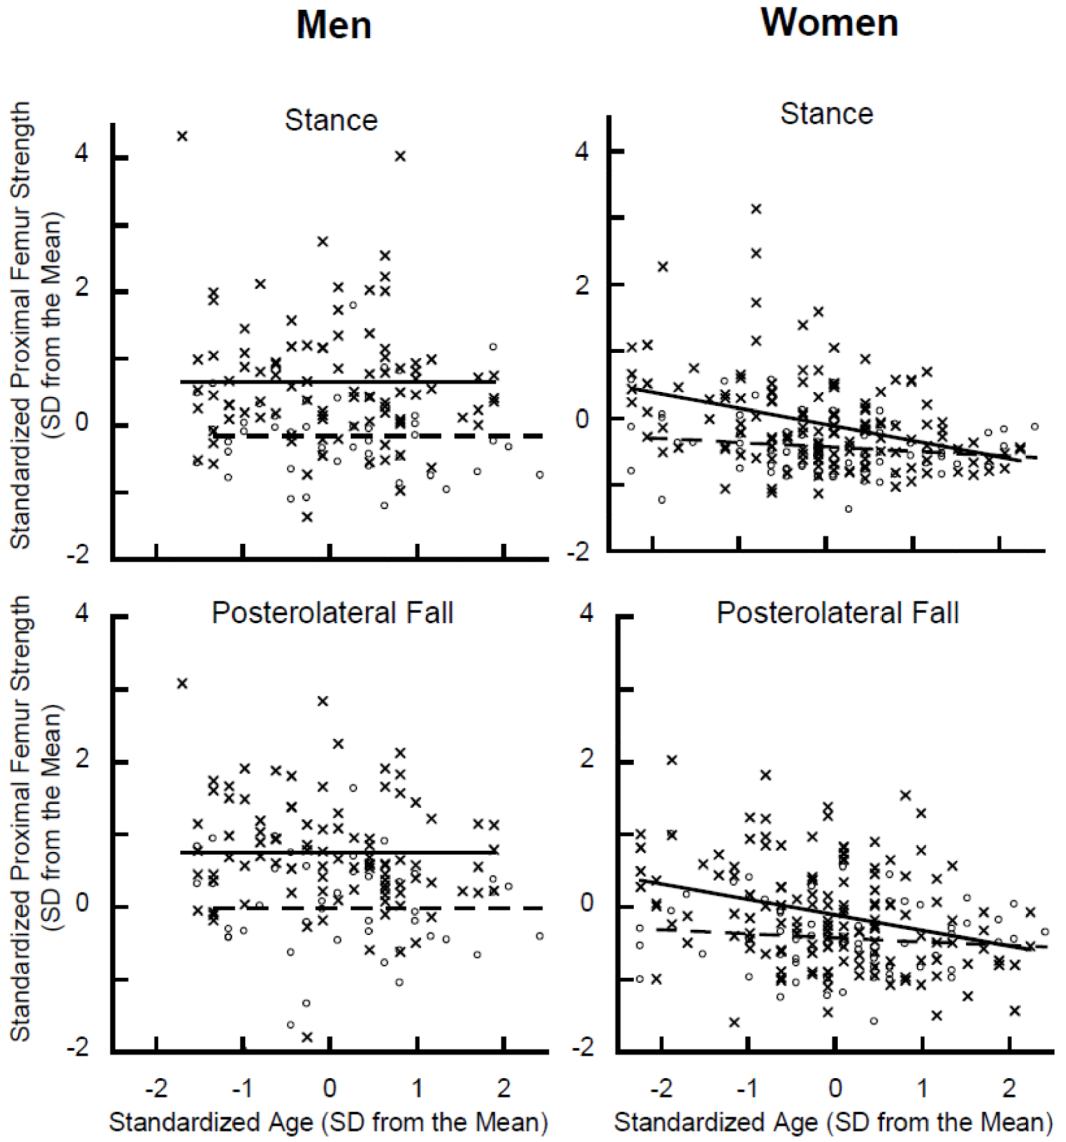 Men
Women
Standardized Proximal Femur Strength
(SD from the Mean)
Stance
4
2
0
-2
Stance
4
2
0
-2
Standardized Proximal Femur Strength
(SD from the Mean)
Posterolateral Fall
4
2
0
-2
-2 -1 0 1 2
Standardized Age (SD from the Mean)
Posterolateral Fall
4
2
0
-2
-2 -1 0 1 2
Standardized Age (SD from the Mean)